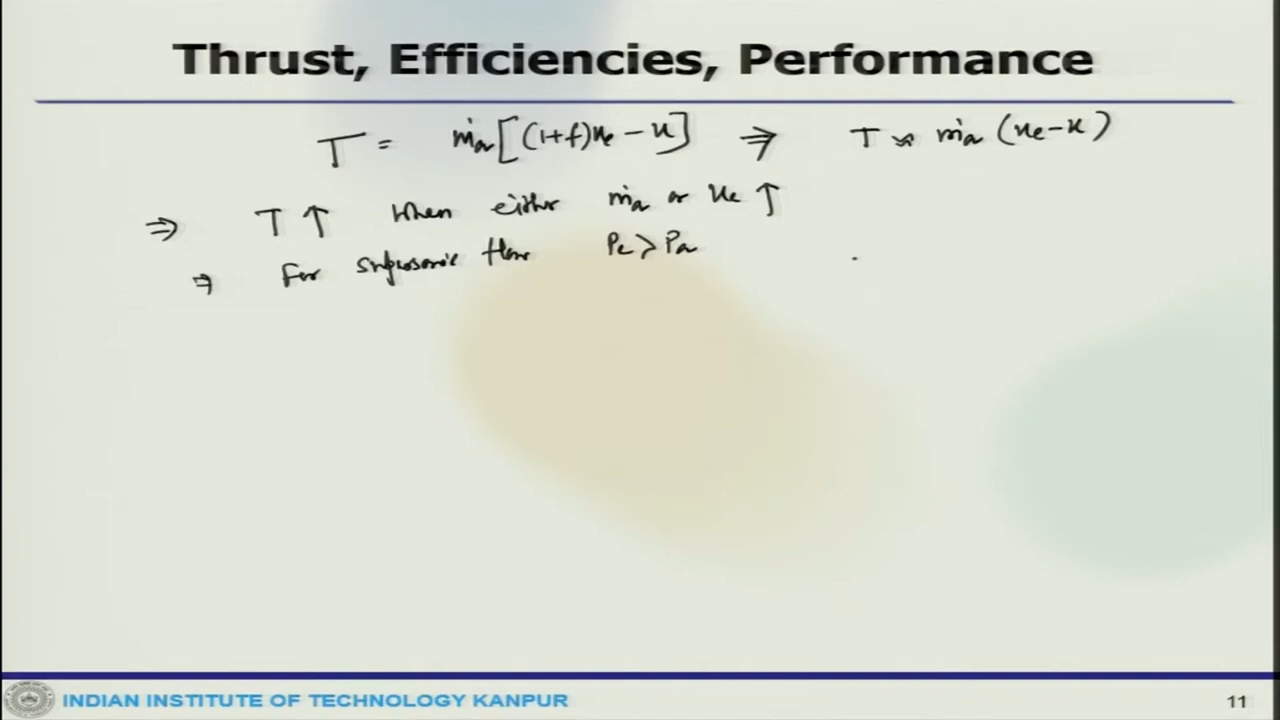 Thrust, Efficiencies, Performance
T = ṁa[(1+f)ue − u] ⇒ T ≈ ṁa (ue−u)
⇒ T ↑ when either ṁa or ue ↑
⇒ For supersonic flow Pe > Pa
INDIAN INSTITUTE OF TECHNOLOGY KANPUR
11